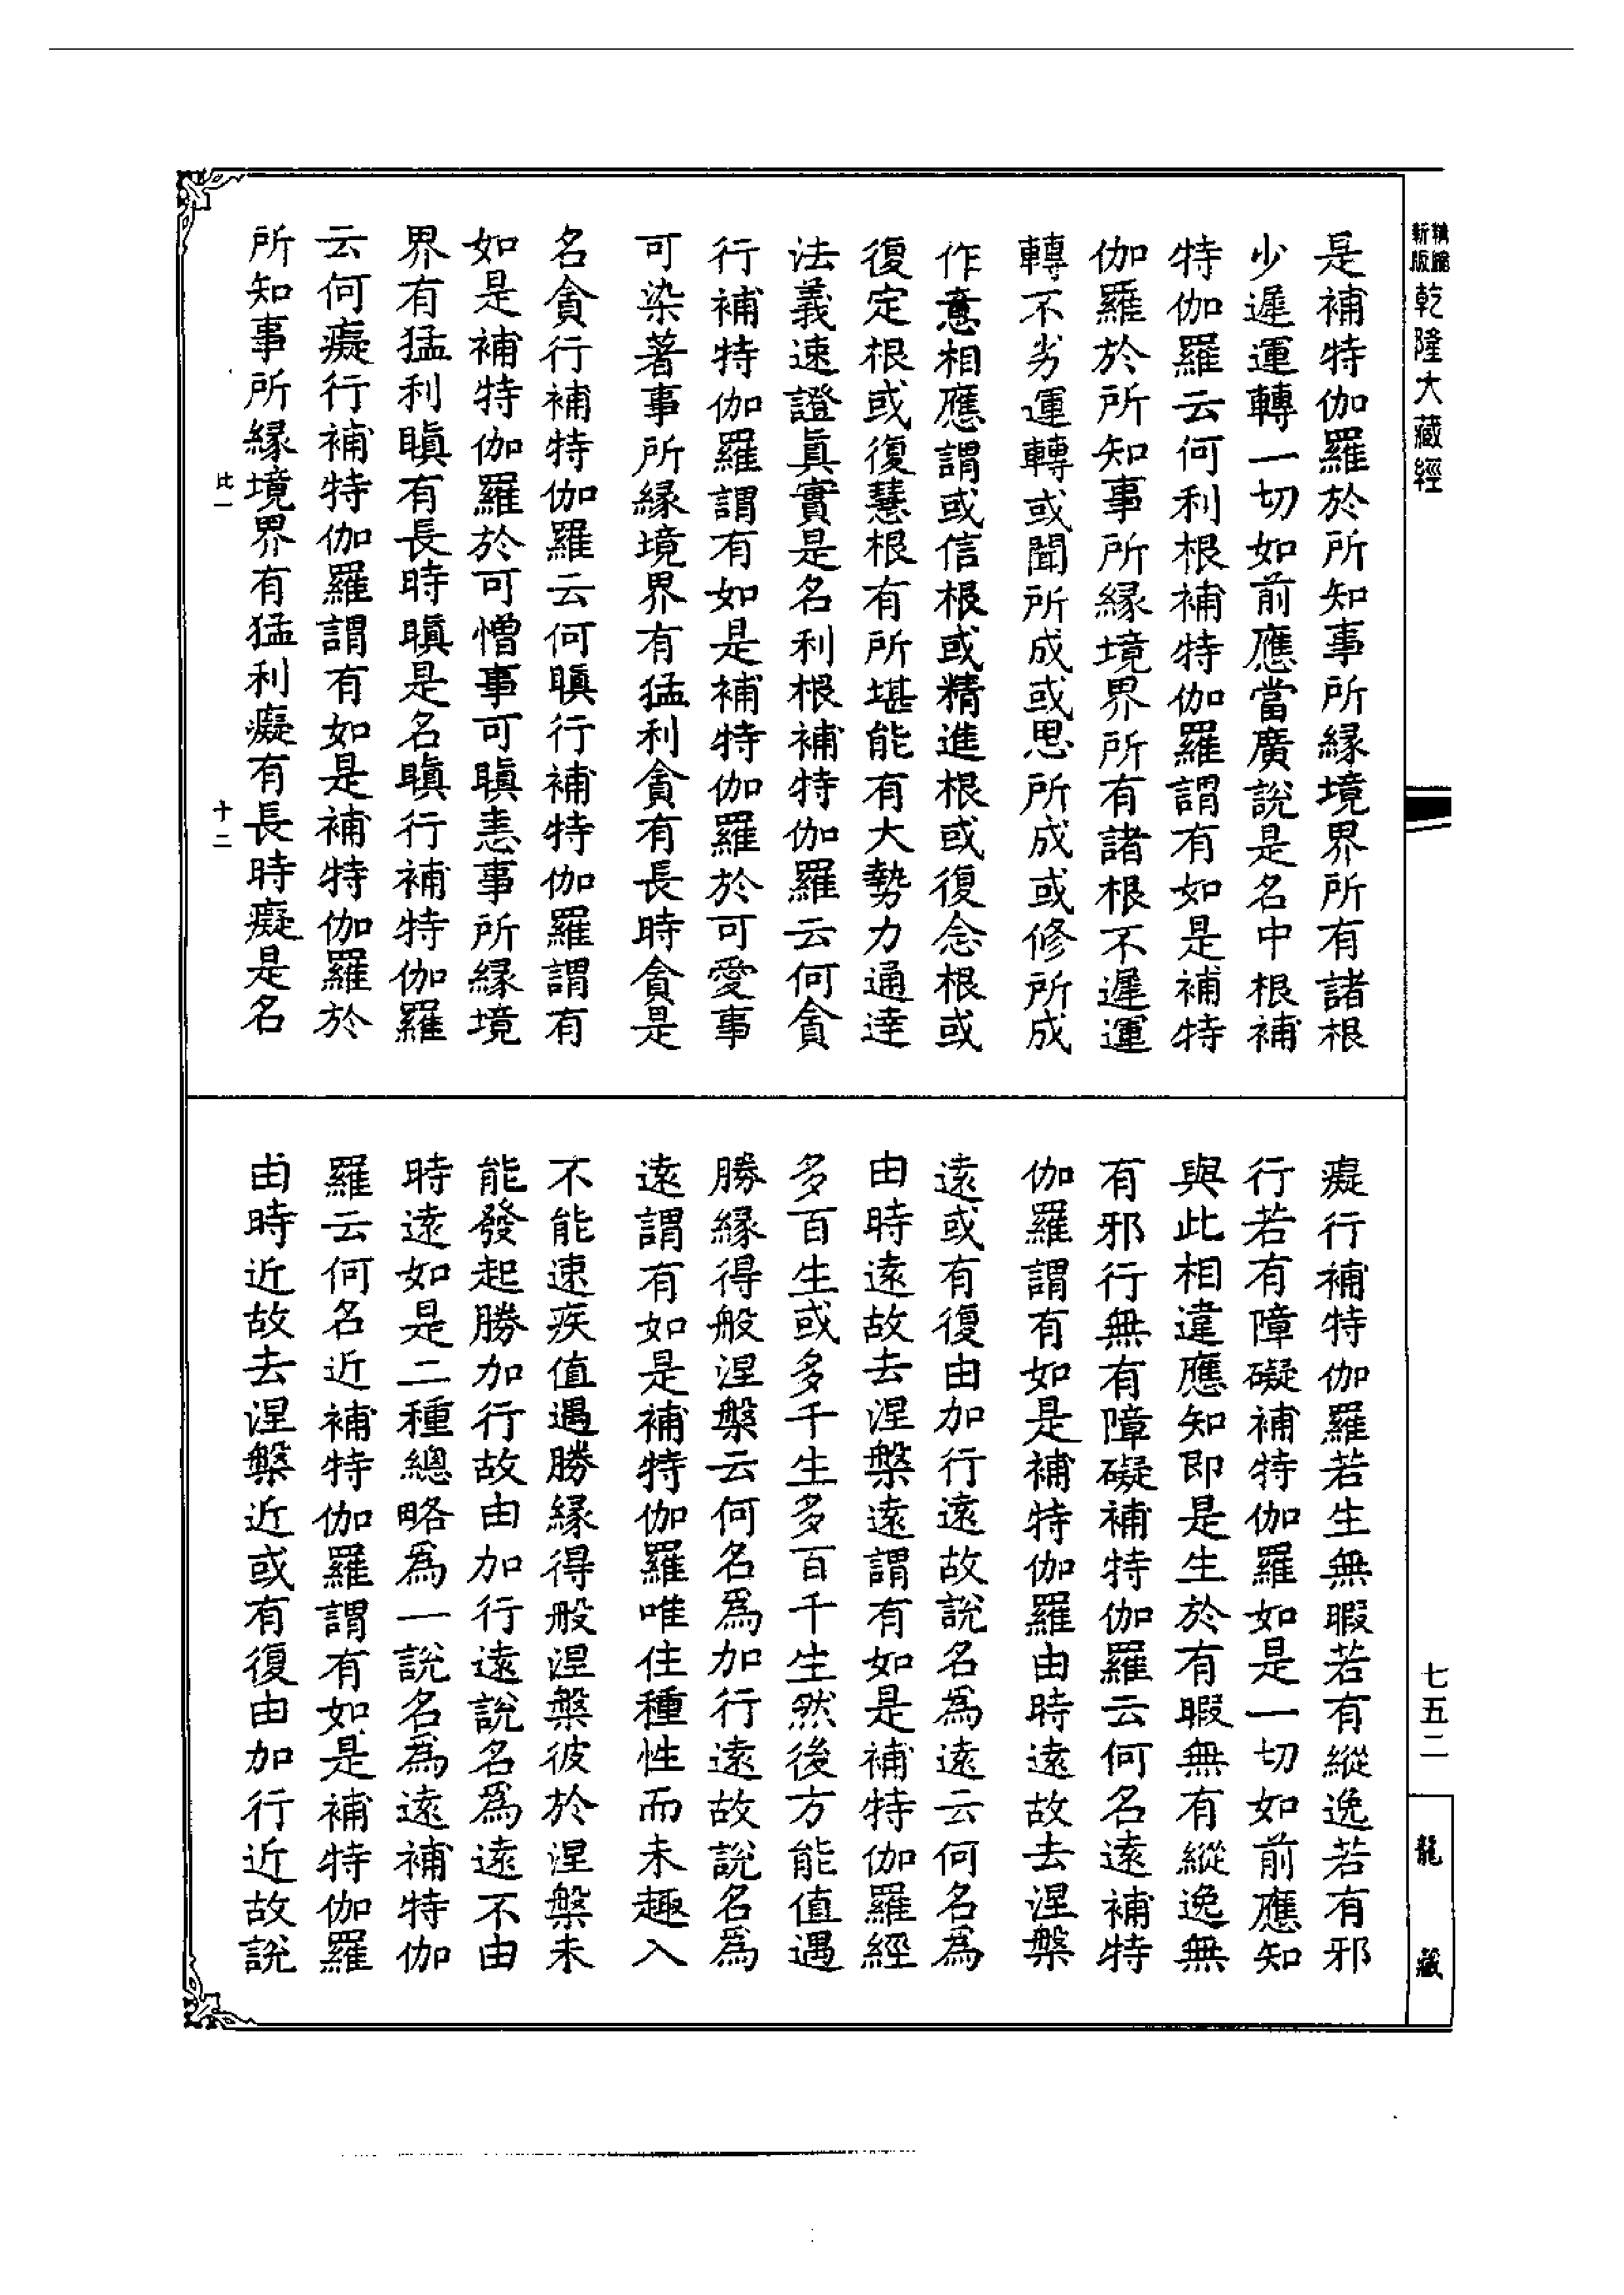 新版精縮乾隆大藏經
是補特伽羅於所知事所緣境界所有諸根
少遲運轉一切如前應當廣說是名中根補
特伽羅云何利根補特伽羅謂有如是補特
伽羅於所知事所緣境界所有諸根不遲運
轉不劣運轉或聞所成或思所成或修所成
作意相應謂或信根或精進根或復念根或
復定根或復慧根有所堪能有大勢力通達
法義速證眞實是名利根補特伽羅云何貪
行補特伽羅謂有如是補特伽羅於可愛事
可染著事所緣境界有猛利貪有長時貪是
名貪行補特伽羅云何瞋行補特伽羅謂有
如是補特伽羅於可憎事可瞋恚事所緣境
界有猛利瞋有長時瞋是名瞋行補特伽羅
云何癡行補特伽羅謂有如是補特伽羅於
所知事所緣境界有猛利癡有長時癡是名
比一
十二
癡行補特伽羅若生無暇若有縱逸若有邪
行若有障礙補特伽羅如是一切如前應知
與此相違應知即是生於有暇無有縱逸無
有邪行無有障礙補特伽羅云何名遠補特
伽羅謂有如是補特伽羅由時遠故去涅槃
遠或有復由加行遠故說名爲遠云何名爲
由時遠故去涅槃遠謂有如是補特伽羅經
多百生或多千生多百千生然後方能值遇
勝緣得般涅槃云何名爲加行遠故說名爲
遠謂有如是補特伽羅唯住種性而未趣入
不能速疾值遇勝緣得般涅槃彼於涅槃未
能發起勝加行故由加行遠說名爲遠不由
時遠如是二種總略爲一說名爲遠補特伽
羅云何名近補特伽羅謂有如是補特伽羅
由時近故去涅槃近或有復由加行近故說
七五二
龍藏